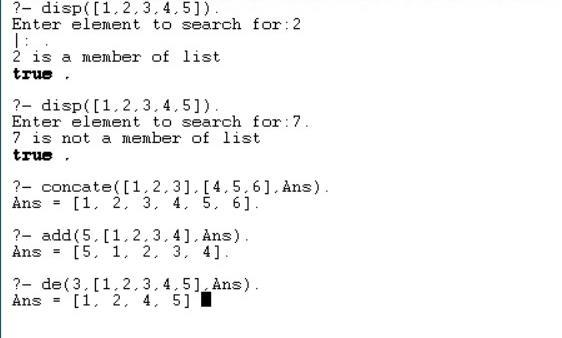 ?- disp([1,2,3,4,5]).
Enter element to search for:2
|: .
2 is a member of list
true .
?- disp([1,2,3,4,5]).
Enter element to search for:7.
7 is not a member of list
true .
?- concate([1,2,3],[4,5,6],Ans).
Ans = [1, 2, 3, 4, 5, 6].
?- add(5,[1,2,3,4],Ans).
Ans = [5, 1, 2, 3, 4].
?- de(3,[1,2,3,4,5],Ans).
Ans = [1, 2, 4, 5]